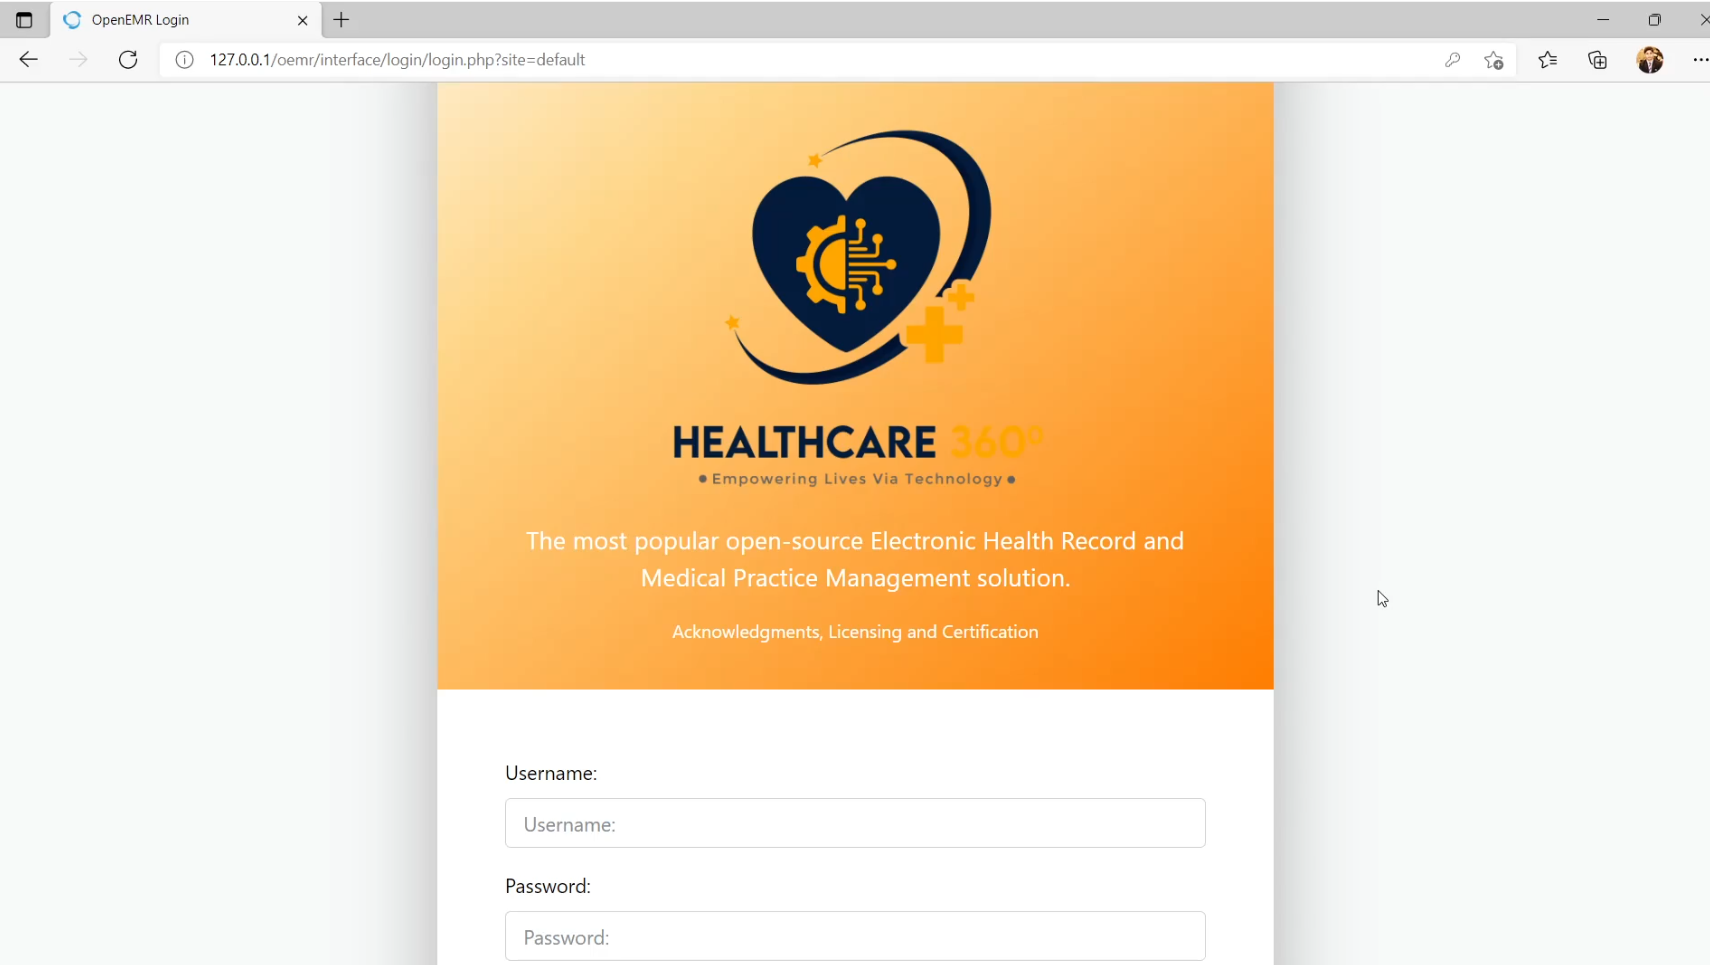 OpenEMR Login
127.0.0.1/oemr/interface/login/login.php?site=default
HEALTHCARE 360°
• Empowering Lives Via Technology •
The most popular open-source Electronic Health Record and
Medical Practice Management solution.
Acknowledgments, Licensing and Certification
Username:
Username:
Password:
Password: